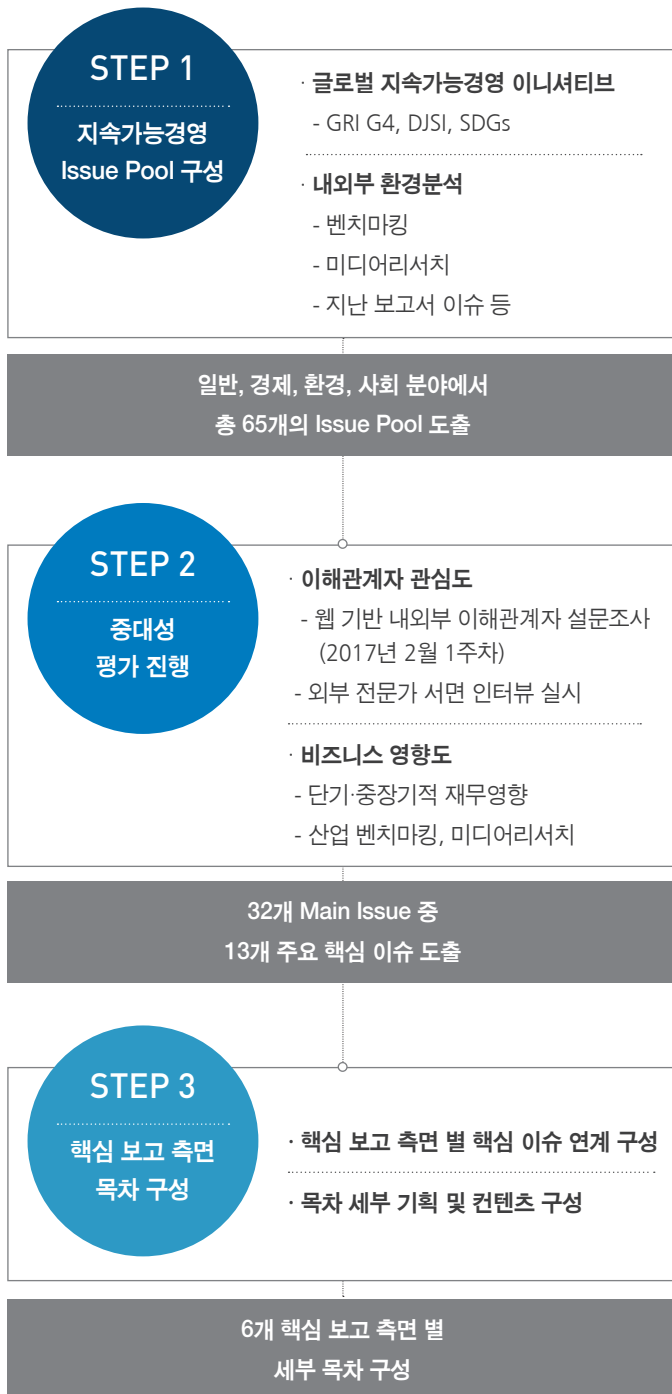 STEP 1
지속가능경영
Issue Pool 구성
· 글로벌 지속가능경영 이니셔티브
- GRI G4, DJSI, SDGs
· 내외부 환경분석
- 벤치마킹
- 미디어리서치
- 지난 보고서 이슈 등
일반, 경제, 환경, 사회 분야에서
총 65개의 Issue Pool 도출
STEP 2
중대성
평가 진행
· 이해관계자 관심도
- 웹 기반 내외부 이해관계자 설문조사
(2017년 2월 1주차)
- 외부 전문가 서면 인터뷰 실시
· 비즈니스 영향도
- 단기·중장기적 재무영향
- 산업 벤치마킹, 미디어리서치
32개 Main Issue 중
13개 주요 핵심 이슈 도출
STEP 3
핵심 보고 측면
목차 구성
· 핵심 보고 측면 별 핵심 이슈 연계 구성
· 목차 세부 기획 및 컨텐츠 구성
6개 핵심 보고 측면 별
세부 목차 구성